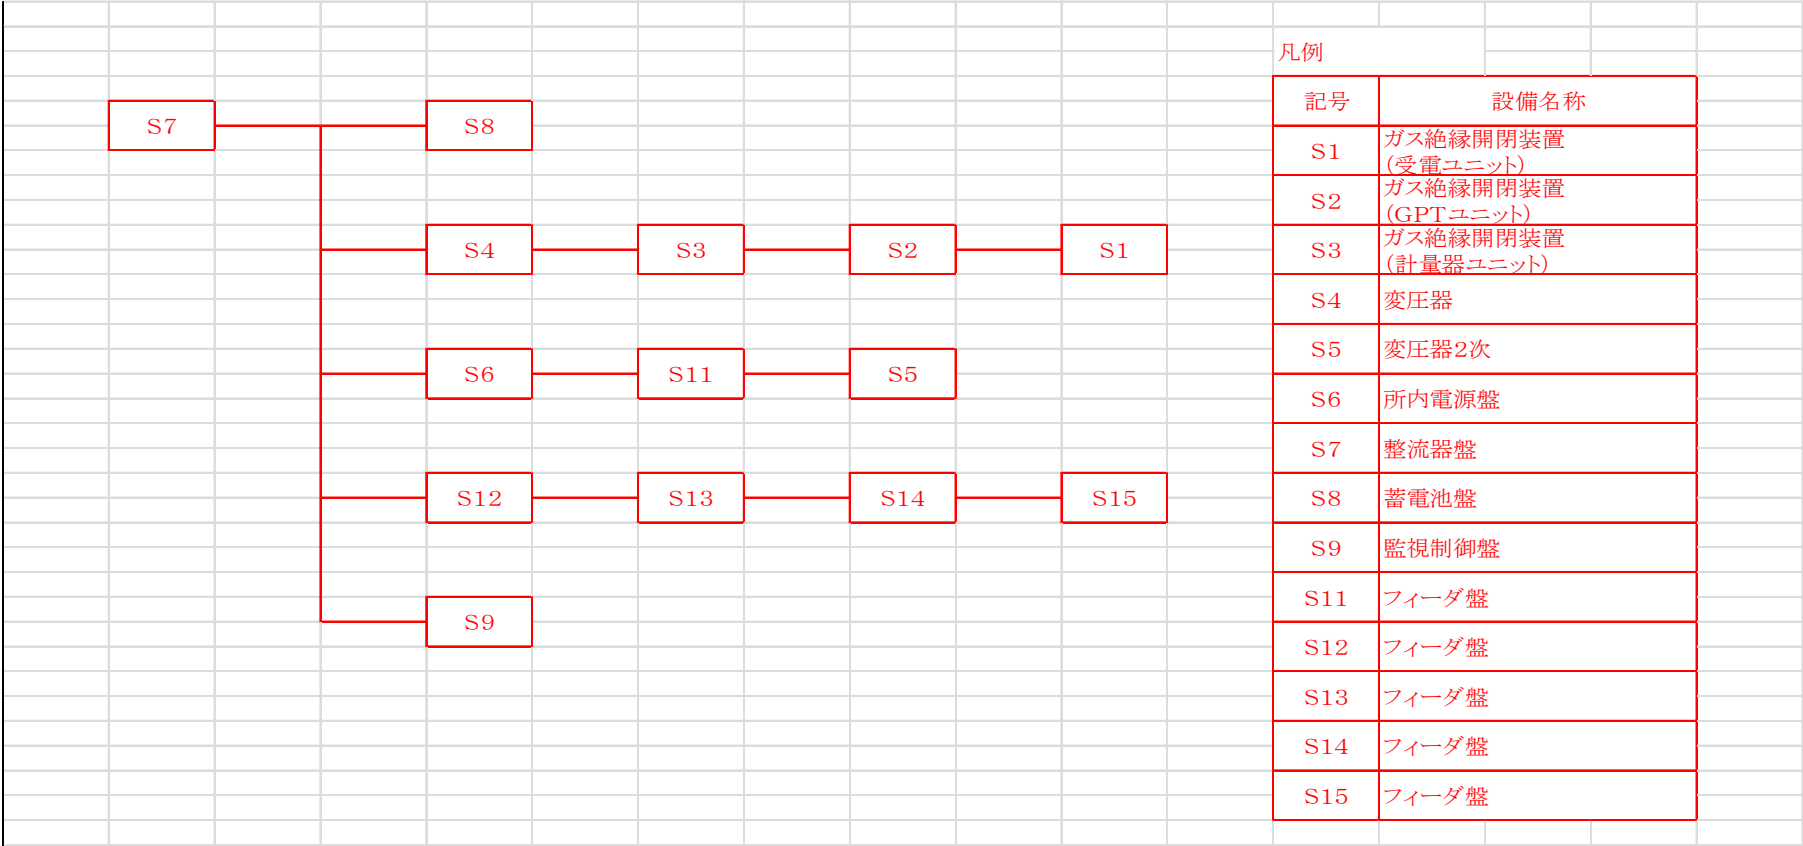 凡例
記号 設備名称
S7 S8
S1 ガス絶縁開閉装置
(受電ユニット)
S2 ガス絶縁開閉装置
(GPTユニット)
S4 S3 S2 S1
S3 ガス絶縁開閉装置
(計量器ユニット)
S4 変圧器
S5 変圧器2次
S6 S11 S5
S6 所内電源盤
S7 整流器盤
S12 S13 S14 S15
S8 蓄電池盤
S9 監視制御盤
S11 フィーダ盤
S9
S12 フィーダ盤
S13 フィーダ盤
S14 フィーダ盤
S15 フィーダ盤